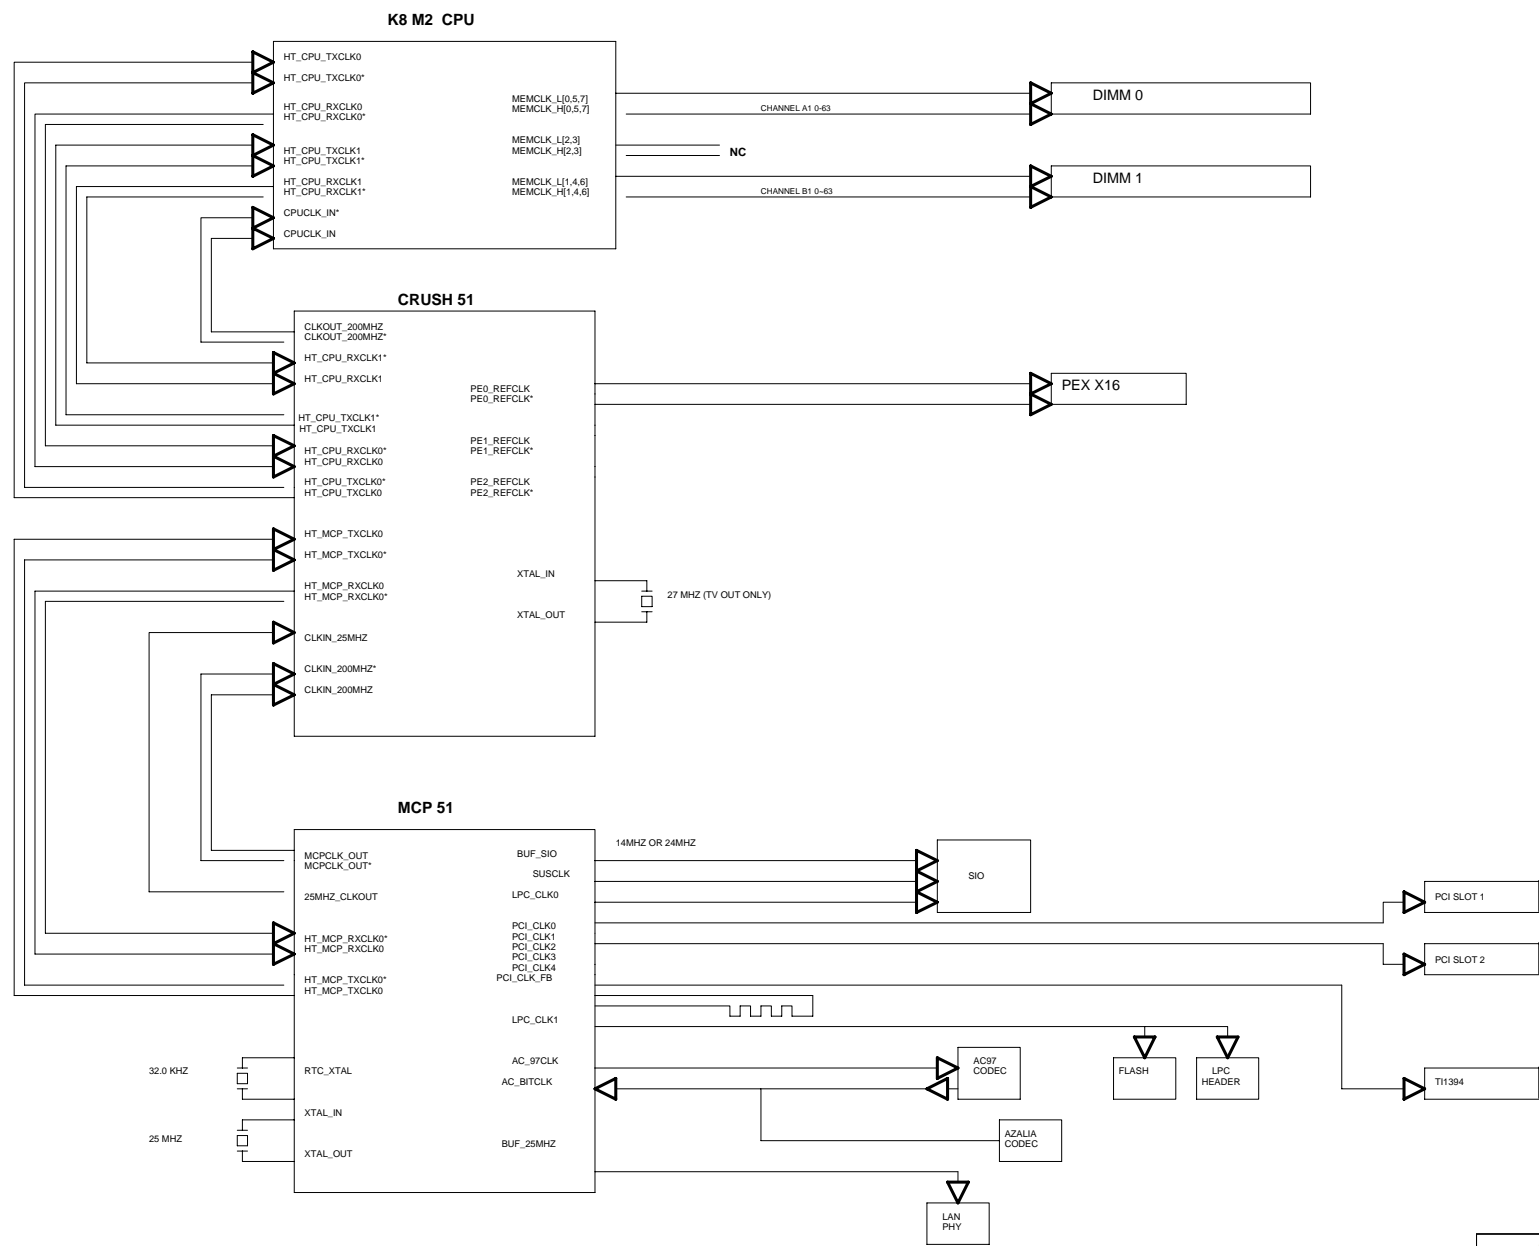 K8 M2 CPU
HT_CPU_TXCLK0
HT_CPU_TXCLK0*
HT_CPU_RXCLK0
HT_CPU_RXCLK0*
HT_CPU_TXCLK1
HT_CPU_TXCLK1*
HT_CPU_RXCLK1
HT_CPU_RXCLK1*
CPUCLK_IN*
CPUCLK_IN
MEMCLK_L[0,5,7]
MEMCLK_H[0,5,7]
MEMCLK_L[2,3]
MEMCLK_H[2,3]
MEMCLK_L[1,4,6]
MEMCLK_H[1,4,6]
CHANNEL A1 0-63
NC
CHANNEL B1 0-63
DIMM 0
DIMM 1
CRUSH 51
CLKOUT_200MHZ
CLKOUT_200MHZ*
HT_CPU_RXCLK1*
HT_CPU_RXCLK1
HT_CPU_TXCLK1*
HT_CPU_TXCLK1
HT_CPU_RXCLK0*
HT_CPU_RXCLK0
HT_CPU_TXCLK0*
HT_CPU_TXCLK0
HT_MCP_TXCLK0
HT_MCP_TXCLK0*
HT_MCP_RXCLK0
HT_MCP_RXCLK0*
CLKIN_25MHZ
CLKIN_200MHZ*
CLKIN_200MHZ
PE0_REFCLK
PE0_REFCLK*
PE1_REFCLK
PE1_REFCLK*
PE2_REFCLK
PE2_REFCLK*
XTAL_IN
XTAL_OUT
27 MHZ (TV OUT ONLY)
PEX X16
MCP 51
MCPCLK_OUT
MCPCLK_OUT*
25MHZ_CLKOUT
HT_MCP_RXCLK0*
HT_MCP_RXCLK0
HT_MCP_TXCLK0*
HT_MCP_TXCLK0
RTC_XTAL
XTAL_IN
XTAL_OUT
32.0 KHZ
25 MHZ
BUF_SIO
SUSCLK
LPC_CLK0
PCI_CLK0
PCI_CLK1
PCI_CLK2
PCI_CLK3
PCI_CLK4
PCI_CLK_FB
LPC_CLK1
AC_97CLK
AC_BITCLK
BUF_25MHZ
14MHZ OR 24MHZ
SIO
PCI SLOT 1
PCI SLOT 2
AC97
CODEC
FLASH
LPC
HEADER
TI1394
AZALIA
CODEC
LAN
PHY